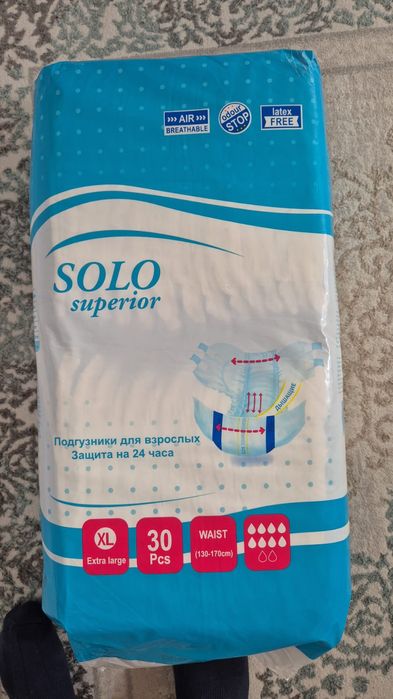 ››› AIR ›››
BREATHABLE
odour
STOP
latex
FREE
SOLO
superior
ДЫШАЩИЕ
Подгузники для взрослых
Защита на 24 часа
XL
Extra large
30
Pcs
WAIST
(130-170cm)